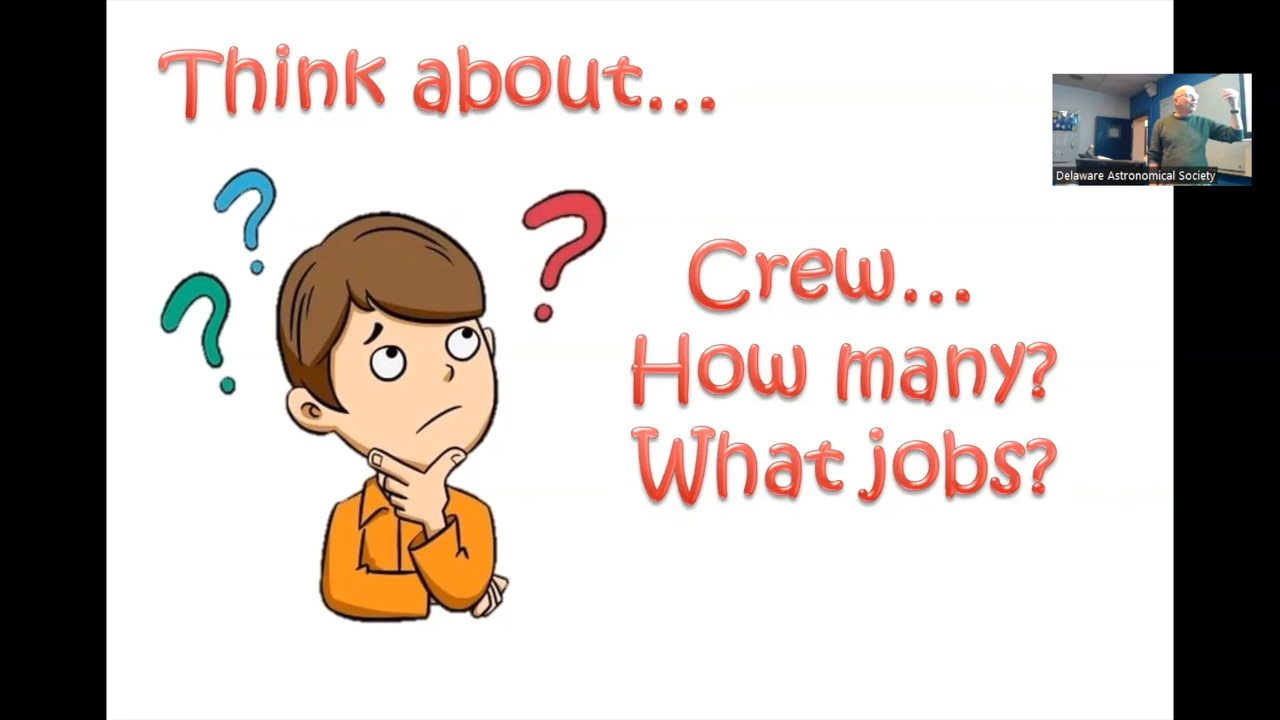 Think about...
Crew...
How many?
What jobs?
Delaware Astronomical Society